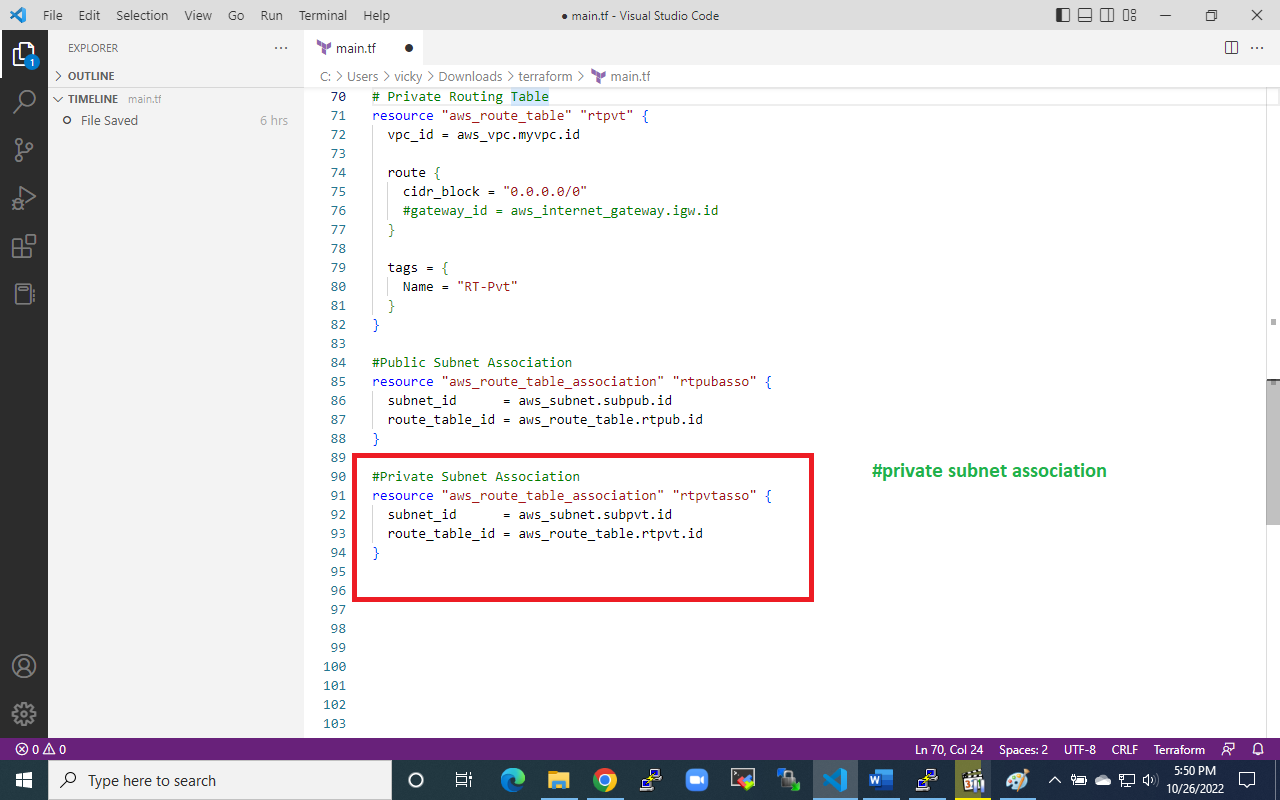 File Edit Selection View Go Run Terminal Help ● main.tf - Visual Studio Code
EXPLORER ···
main.tf ●
1
C: > Users > vicky > Downloads > terraform > main.tf
OUTLINE
TIMELINE main.tf
File Saved 6 hrs
70 # Private Routing Table
71 resource "aws_route_table" "rtpvt" {
72 vpc_id = aws_vpc.myvpc.id
73
74 route {
75 cidr_block = "0.0.0.0/0"
76 #gateway_id = aws_internet_gateway.igw.id
77 }
78
79 tags = {
80 Name = "RT-Pvt"
81 }
82 }
83
84 #Public Subnet Association
85 resource "aws_route_table_association" "rtpubasso" {
86 subnet_id      = aws_subnet.subpub.id
87 route_table_id = aws_route_table.rtpub.id
88 }
89
90 #Private Subnet Association
91 resource "aws_route_table_association" "rtpvtasso" {
92 subnet_id      = aws_subnet.subpvt.id
93 route_table_id = aws_route_table.rtpvt.id
94 }
95
96
97
98
99
100
101
102
103
#private subnet association
0 0 Ln 70, Col 24 Spaces: 2 UTF-8 CRLF Terraform
Type here to search
5:50 PM
10/26/2022